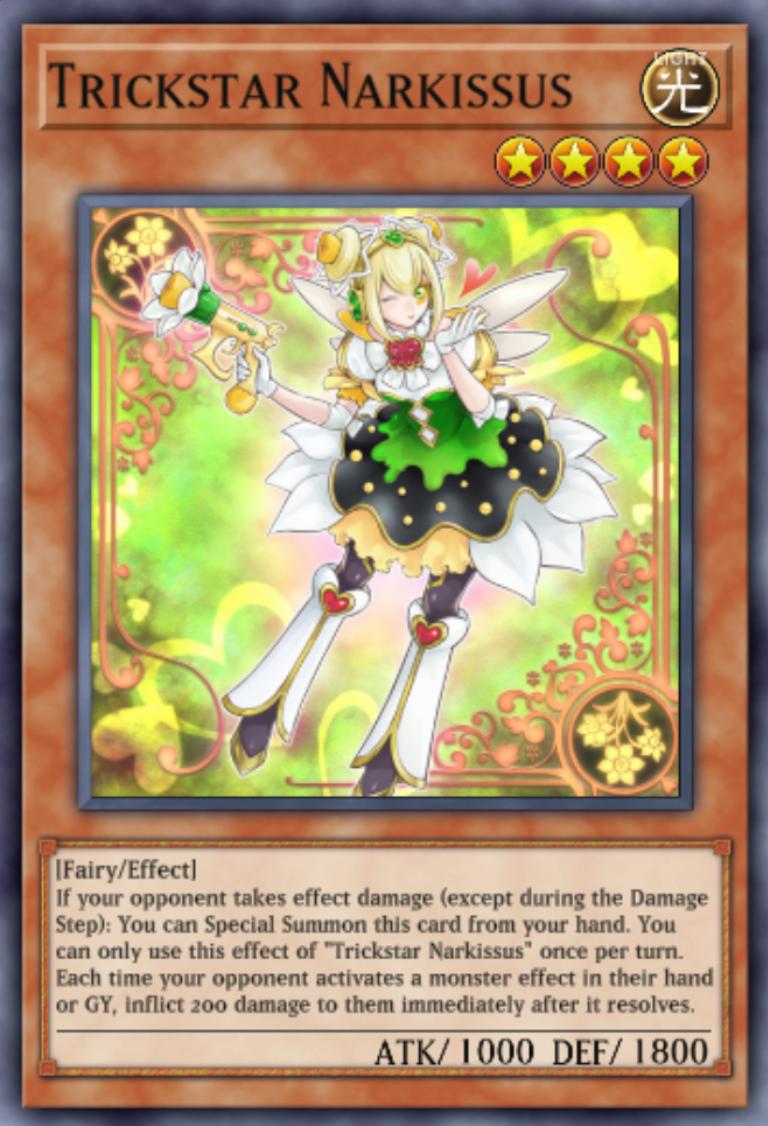 TRICKSTAR NARKISSUS
LIGHT
光
[Fairy/Effect]
If your opponent takes effect damage (except during the Damage
Step): You can Special Summon this card from your hand. You
can only use this effect of "Trickstar Narkissus" once per turn.
Each time your opponent activates a monster effect in their hand
or GY, inflict 200 damage to them immediately after it resolves.
ATK/ 1000 DEF/ 1800